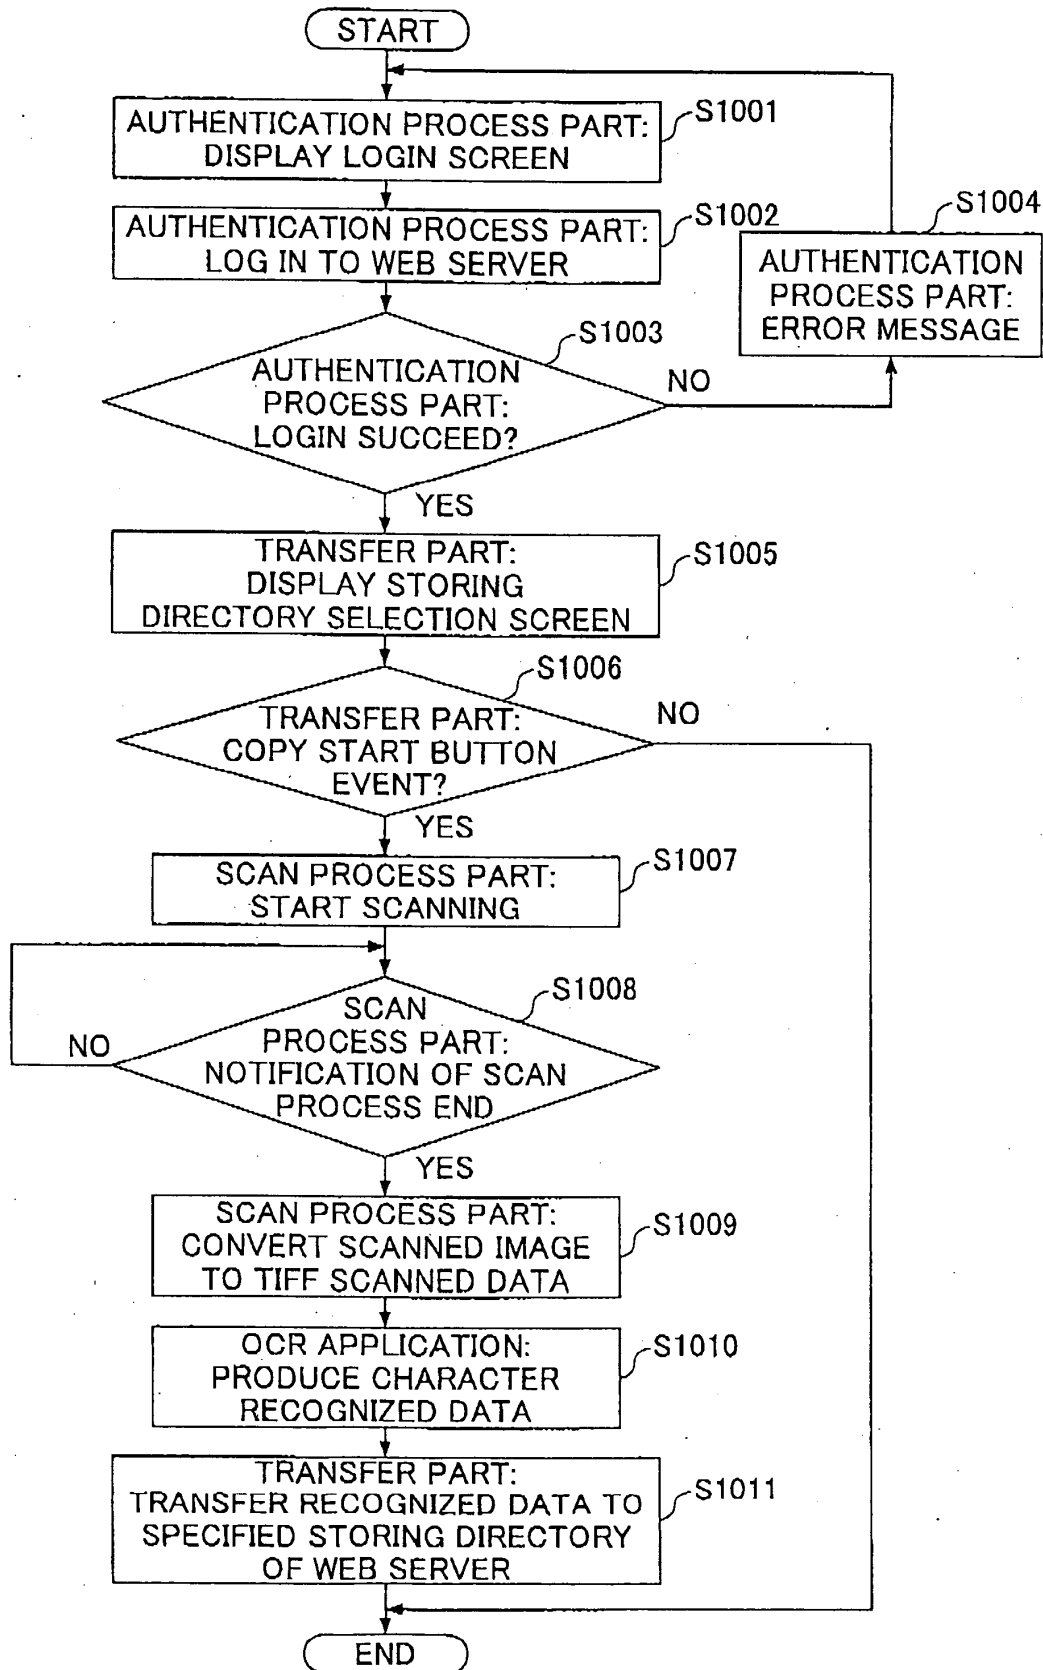 START
AUTHENTICATION PROCESS PART:
DISPLAY LOGIN SCREEN
S1001
AUTHENTICATION PROCESS PART:
LOG IN TO WEB SERVER
S1002
S1004
AUTHENTICATION
PROCESS PART:
ERROR MESSAGE
S1003
AUTHENTICATION
PROCESS PART:
LOGIN SUCCEED?
NO
YES
TRANSFER PART:
DISPLAY STORING
DIRECTORY SELECTION SCREEN
S1005
S1006
TRANSFER PART:
COPY START BUTTON
EVENT?
NO
YES
SCAN PROCESS PART:
START SCANNING
S1007
S1008
SCAN
PROCESS PART:
NOTIFICATION OF SCAN
PROCESS END
NO
YES
SCAN PROCESS PART:
CONVERT SCANNED IMAGE
TO TIFF SCANNED DATA
S1009
OCR APPLICATION:
PRODUCE CHARACTER
RECOGNIZED DATA
S1010
TRANSFER PART:
TRANSFER RECOGNIZED DATA TO
SPECIFIED STORING DIRECTORY
OF WEB SERVER
S1011
END